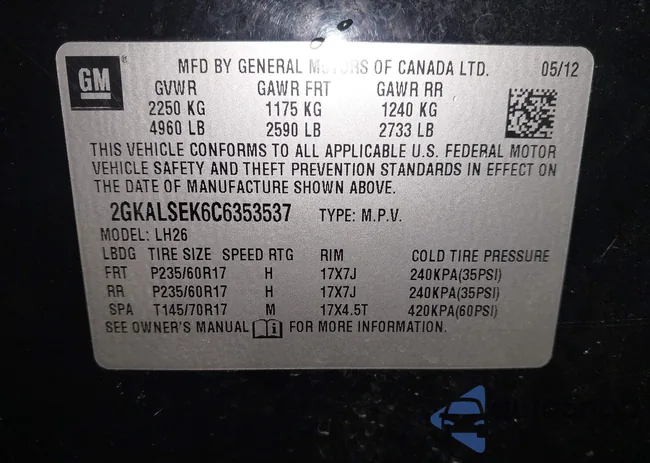 GM
MFD BY GENERAL MOTORS OF CANADA LTD. 05/12
GVWR GAWR FRT GAWR RR
2250 KG 1175 KG 1240 KG
4960 LB 2590 LB 2733 LB
THIS VEHICLE CONFORMS TO ALL APPLICABLE U.S. FEDERAL MOTOR
VEHICLE SAFETY AND THEFT PREVENTION STANDARDS IN EFFECT ON
THE DATE OF MANUFACTURE SHOWN ABOVE.
2GKALSEK6C6353537 TYPE: M.P.V.
MODEL: LH26
LBDG TIRE SIZE SPEED RTG RIM COLD TIRE PRESSURE
FRT P235/60R17 H 17X7J 240KPA(35PSI)
RR P235/60R17 H 17X7J 240KPA(35PSI)
SPA T145/70R17 M 17X4.5T 420KPA(60PSI)
SEE OWNER'S MANUAL FOR MORE INFORMATION.